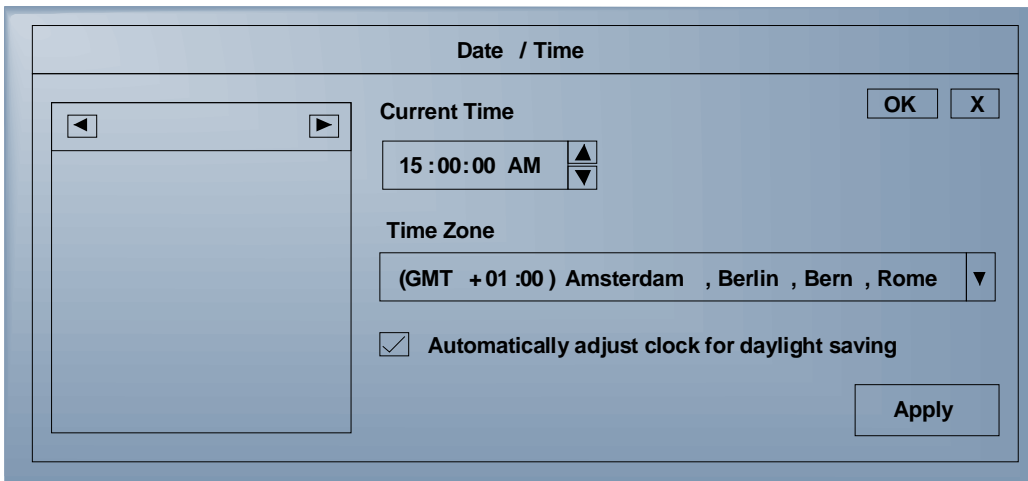 Date / Time
Current Time
OK X
15:00:00 AM
Time Zone
(GMT +01:00) Amsterdam , Berlin , Bern , Rome
Automatically adjust clock for daylight saving
Apply